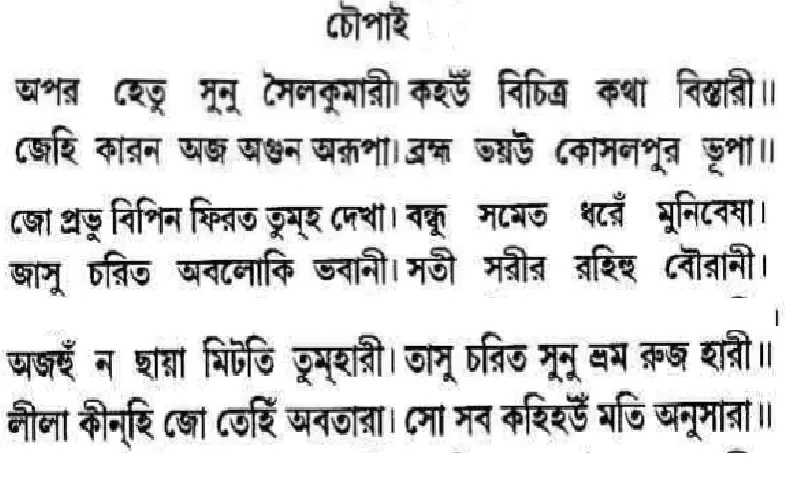 চৌপাই
অপর হেতু সুনু সৈলকুমারী। কহউঁ বিচিত্র কথা বিস্তারী॥
জেহি কারন অজ অগুন অরূপা। ব্রহ্ম ভয়উ কোসলপুর ভূপা॥
জো প্রভু বিপিন ফিরত তুম্‌হ দেখা। বন্ধু সমেত ধরেঁ মুনিবেষা।
জাসু চরিত অবলোকি ভবানী। সতী সরীর রহিহু বৌরানী।
অজহুঁ ন ছায়া মিটতি তুম্‌হারী। তাসু চরিত সুনু ভ্রম রুজ হারী॥
লীলা কীন্‌হি জো তেহিঁ অবতারা। সো সব কহিহউঁ মতি অনুসারা॥